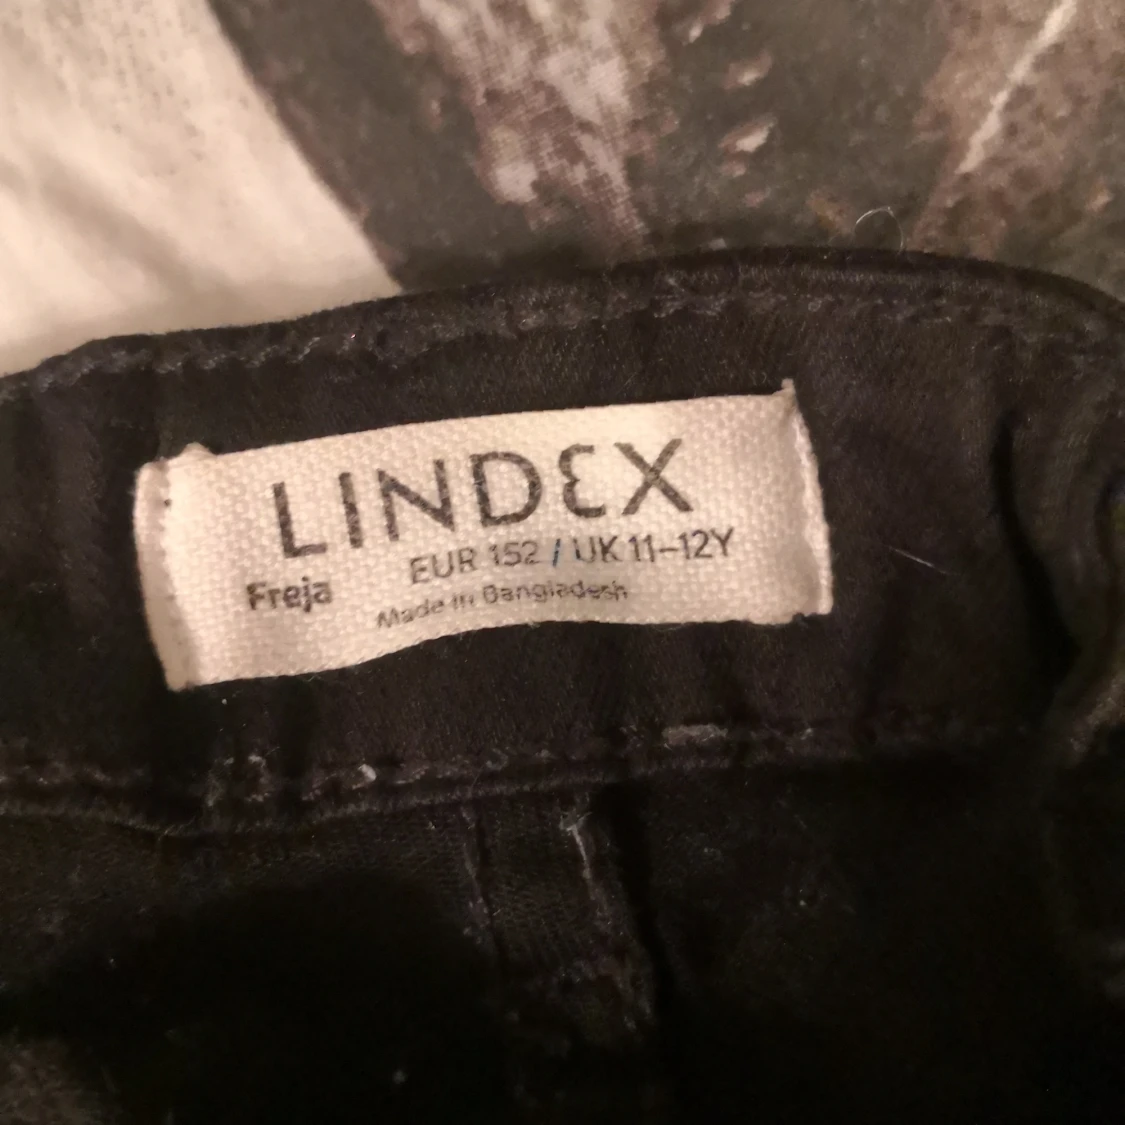 LINDEX
EUR 152 / UK 11–12Y
Freja
Made in Bangladesh